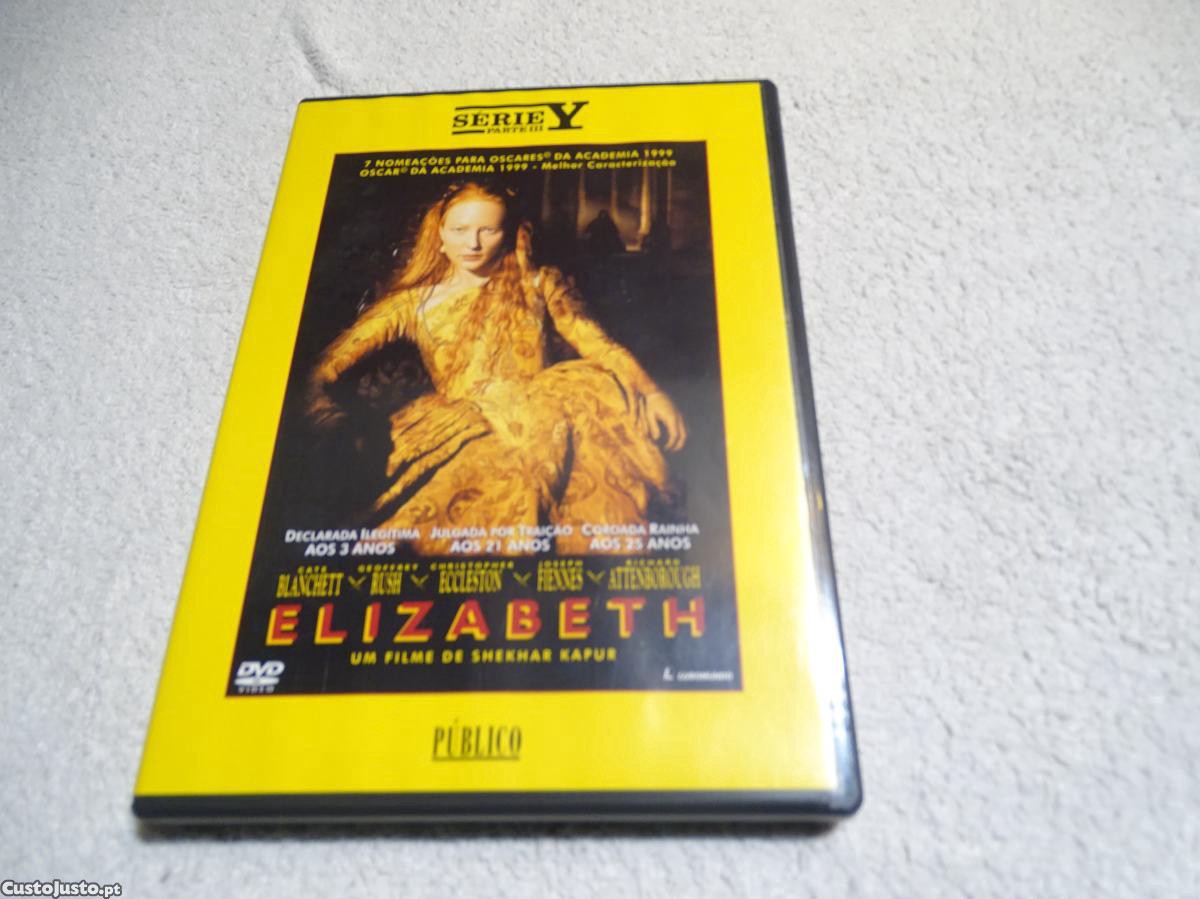 SÉRIE Y
PARTE III
7 NOMEAÇÕES PARA OSCARES® DA ACADEMIA 1999
OSCAR® DA ACADEMIA 1999 - Melhor Caracterização
DECLARADA ILEGÍTIMA AOS 3 ANOS
JULGADA POR TRAIÇÃO AOS 21 ANOS
COROADA RAINHA AOS 25 ANOS
CATE BLANCHETT
GEOFFREY RUSH
CHRISTOPHER ECCLESTON
JOSEPH FIENNES
RICHARD ATTENBOROUGH
ELIZABETH
UM FILME DE SHEKHAR KAPUR
DVD
VIDEO
PÚBLICO
CustoJusto.pt